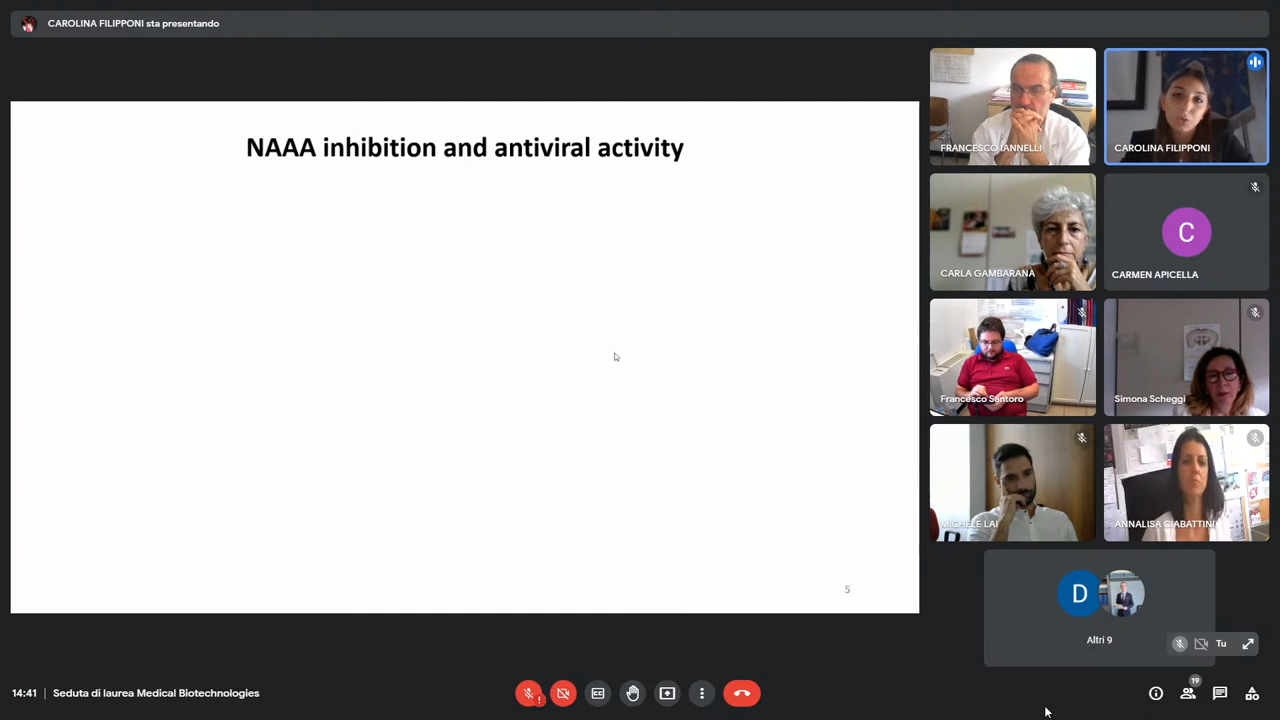 CAROLINA FILIPPONI sta presentando
NAAA inhibition and antiviral activity
5
FRANCESCO IANNELLI
CAROLINA FILIPPONI
CARLA GAMBARANA
C
CARMEN APICELLA
Francesco Santoro
Simona Scheggi
MICHELE LAI
ANNALISA CIABATTINI
D
Altri 9
Tu
14:41 | Seduta di laurea Medical Biotechnologies
19